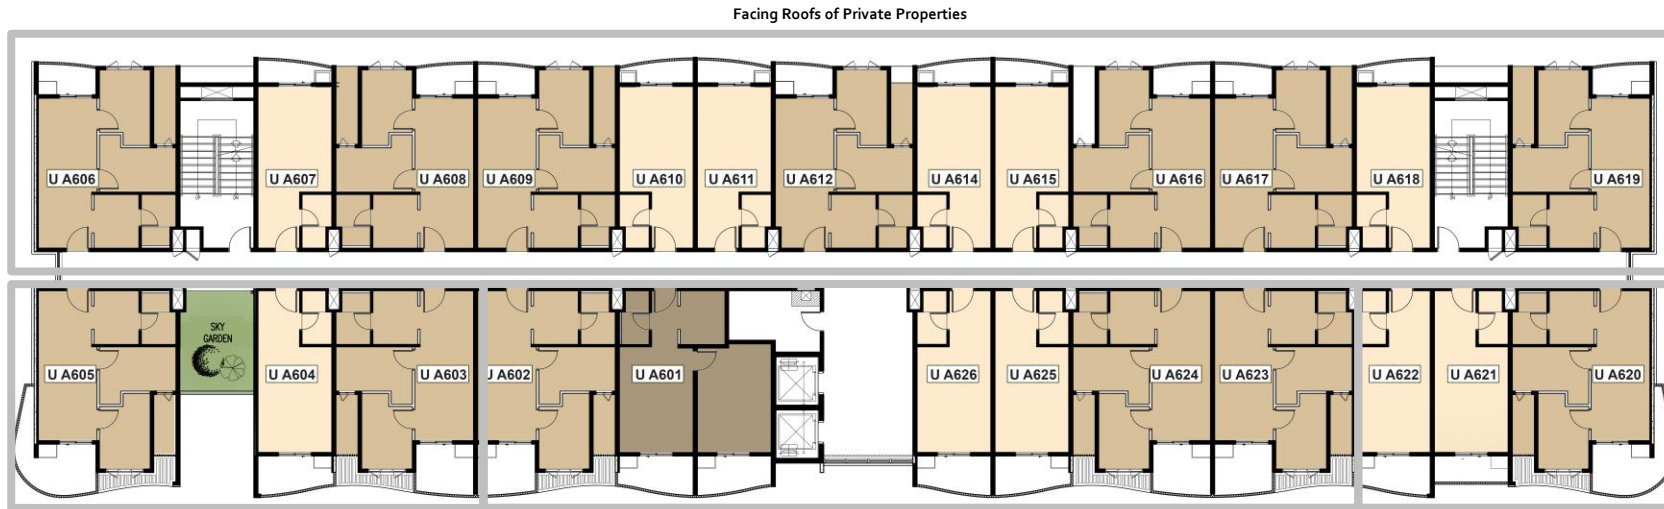 Facing Roofs of Private Properties
U A606
U A607
U A608
U A609
U A610
U A611
U A612
U A614
U A615
U A616
U A617
U A618
U A619
SKY
GARDEN
U A605
U A604
U A603
U A602
U A601
U A626
U A625
U A624
U A623
U A622
U A621
U A620